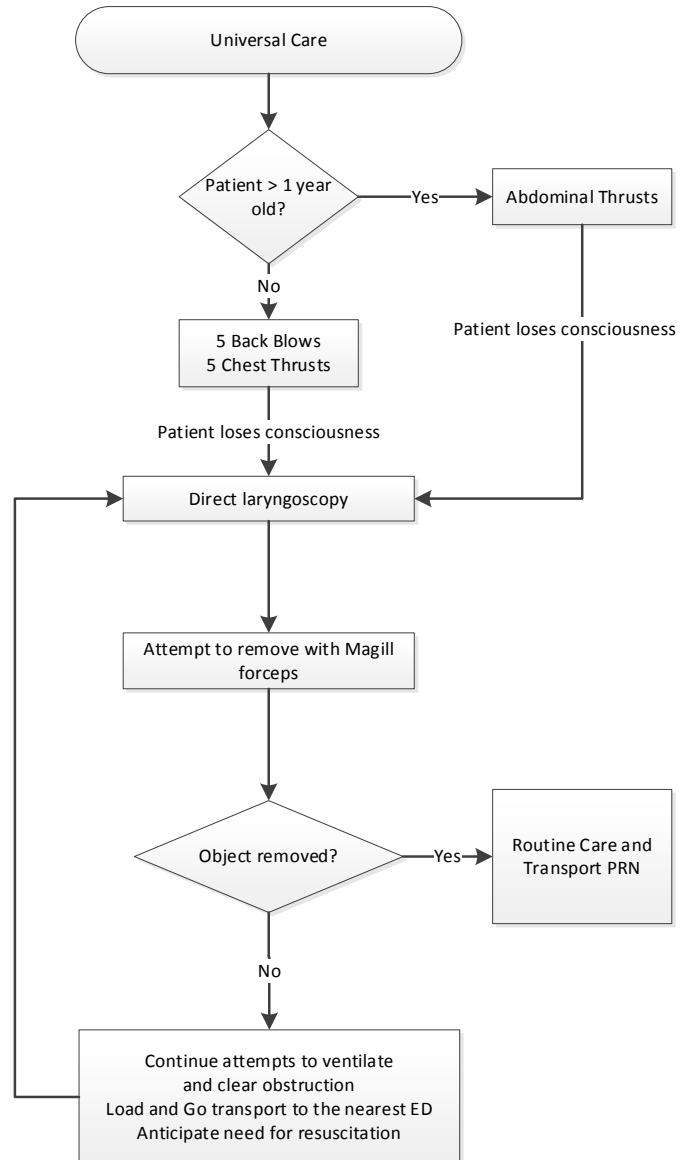 Universal Care
Patient > 1 year
old?
Yes
Abdominal Thrusts
No
Patient loses consciousness
5 Back Blows
5 Chest Thrusts
Patient loses consciousness
Direct laryngoscopy
Attempt to remove with Magill
forceps
Object removed?
Yes
Routine Care and
Transport PRN
No
Continue attempts to ventilate
and clear obstruction
Load and Go transport to the nearest ED
Anticipate need for resuscitation